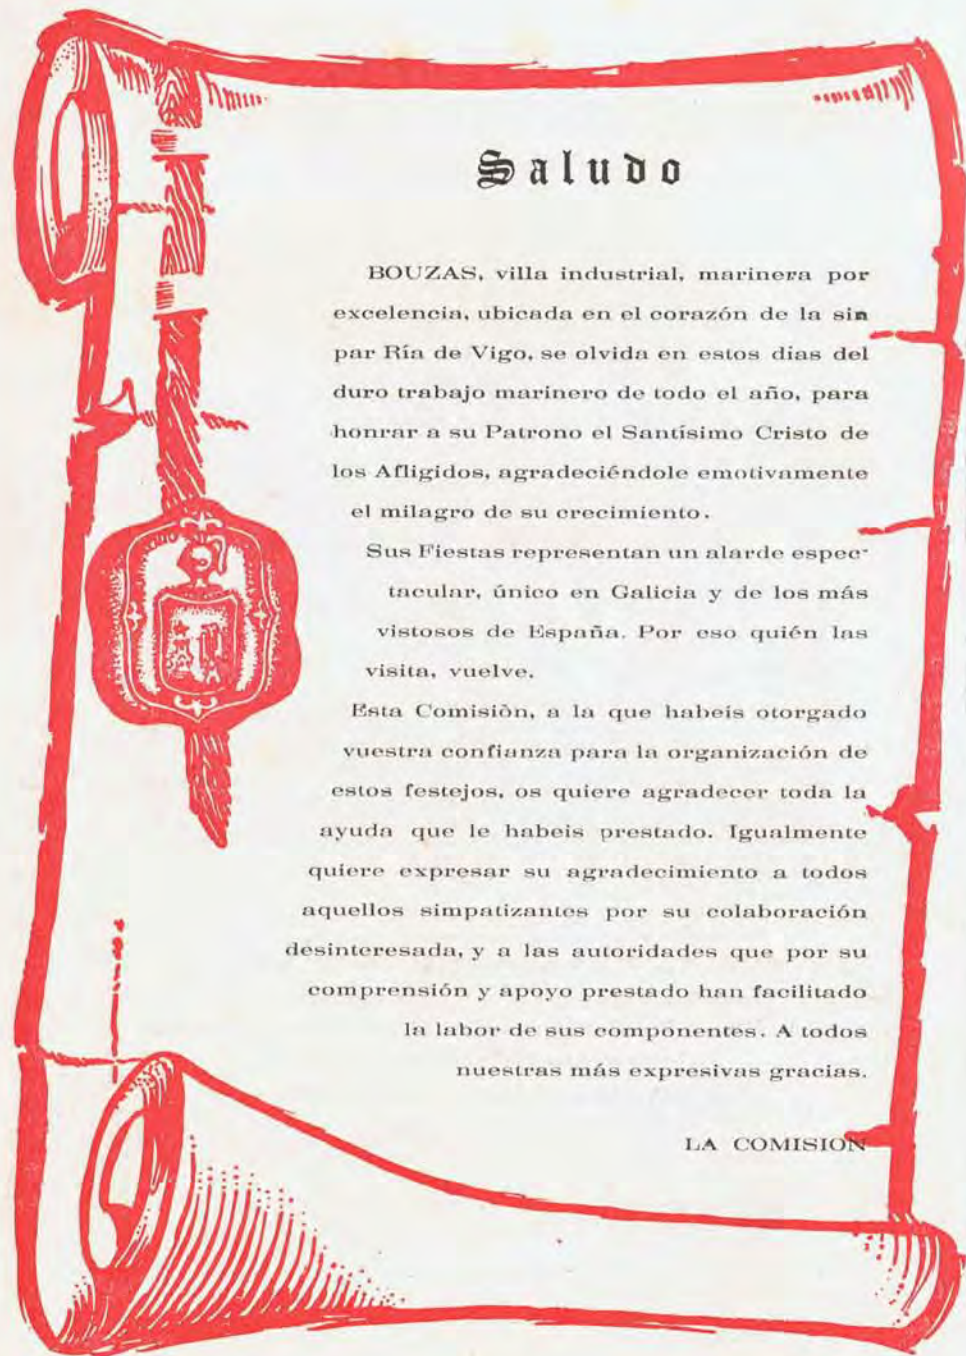 Saludo
BOUZAS, villa industrial, marinera por
excelencia, ubicada en el corazón de la sin
par Ría de Vigo, se olvida en estos días del
duro trabajo marinero de todo el año, para
honrar a su Patrono el Santísimo Cristo de
los Afligidos, agradeciéndole emotivamente
el milagro de su crecimiento.
Sus Fiestas representan un alarde espec-
tacular, único en Galicia y de los más
vistosos de España. Por eso quién las
visita, vuelve.
Esta Comisiòn, a la que habeis otorgado
vuestra confianza para la organización de
estos festejos, os quiere agradecer toda la
ayuda que le habeis prestado. Igualmente
quiere expresar su agradecimiento a todos
aquellos simpatizantes por su colaboración
desinteresada, y a las autoridades que por su
comprensión y apoyo prestado han facilitado
la labor de sus componentes. A todos
nuestras más expresivas gracias.
LA COMISION